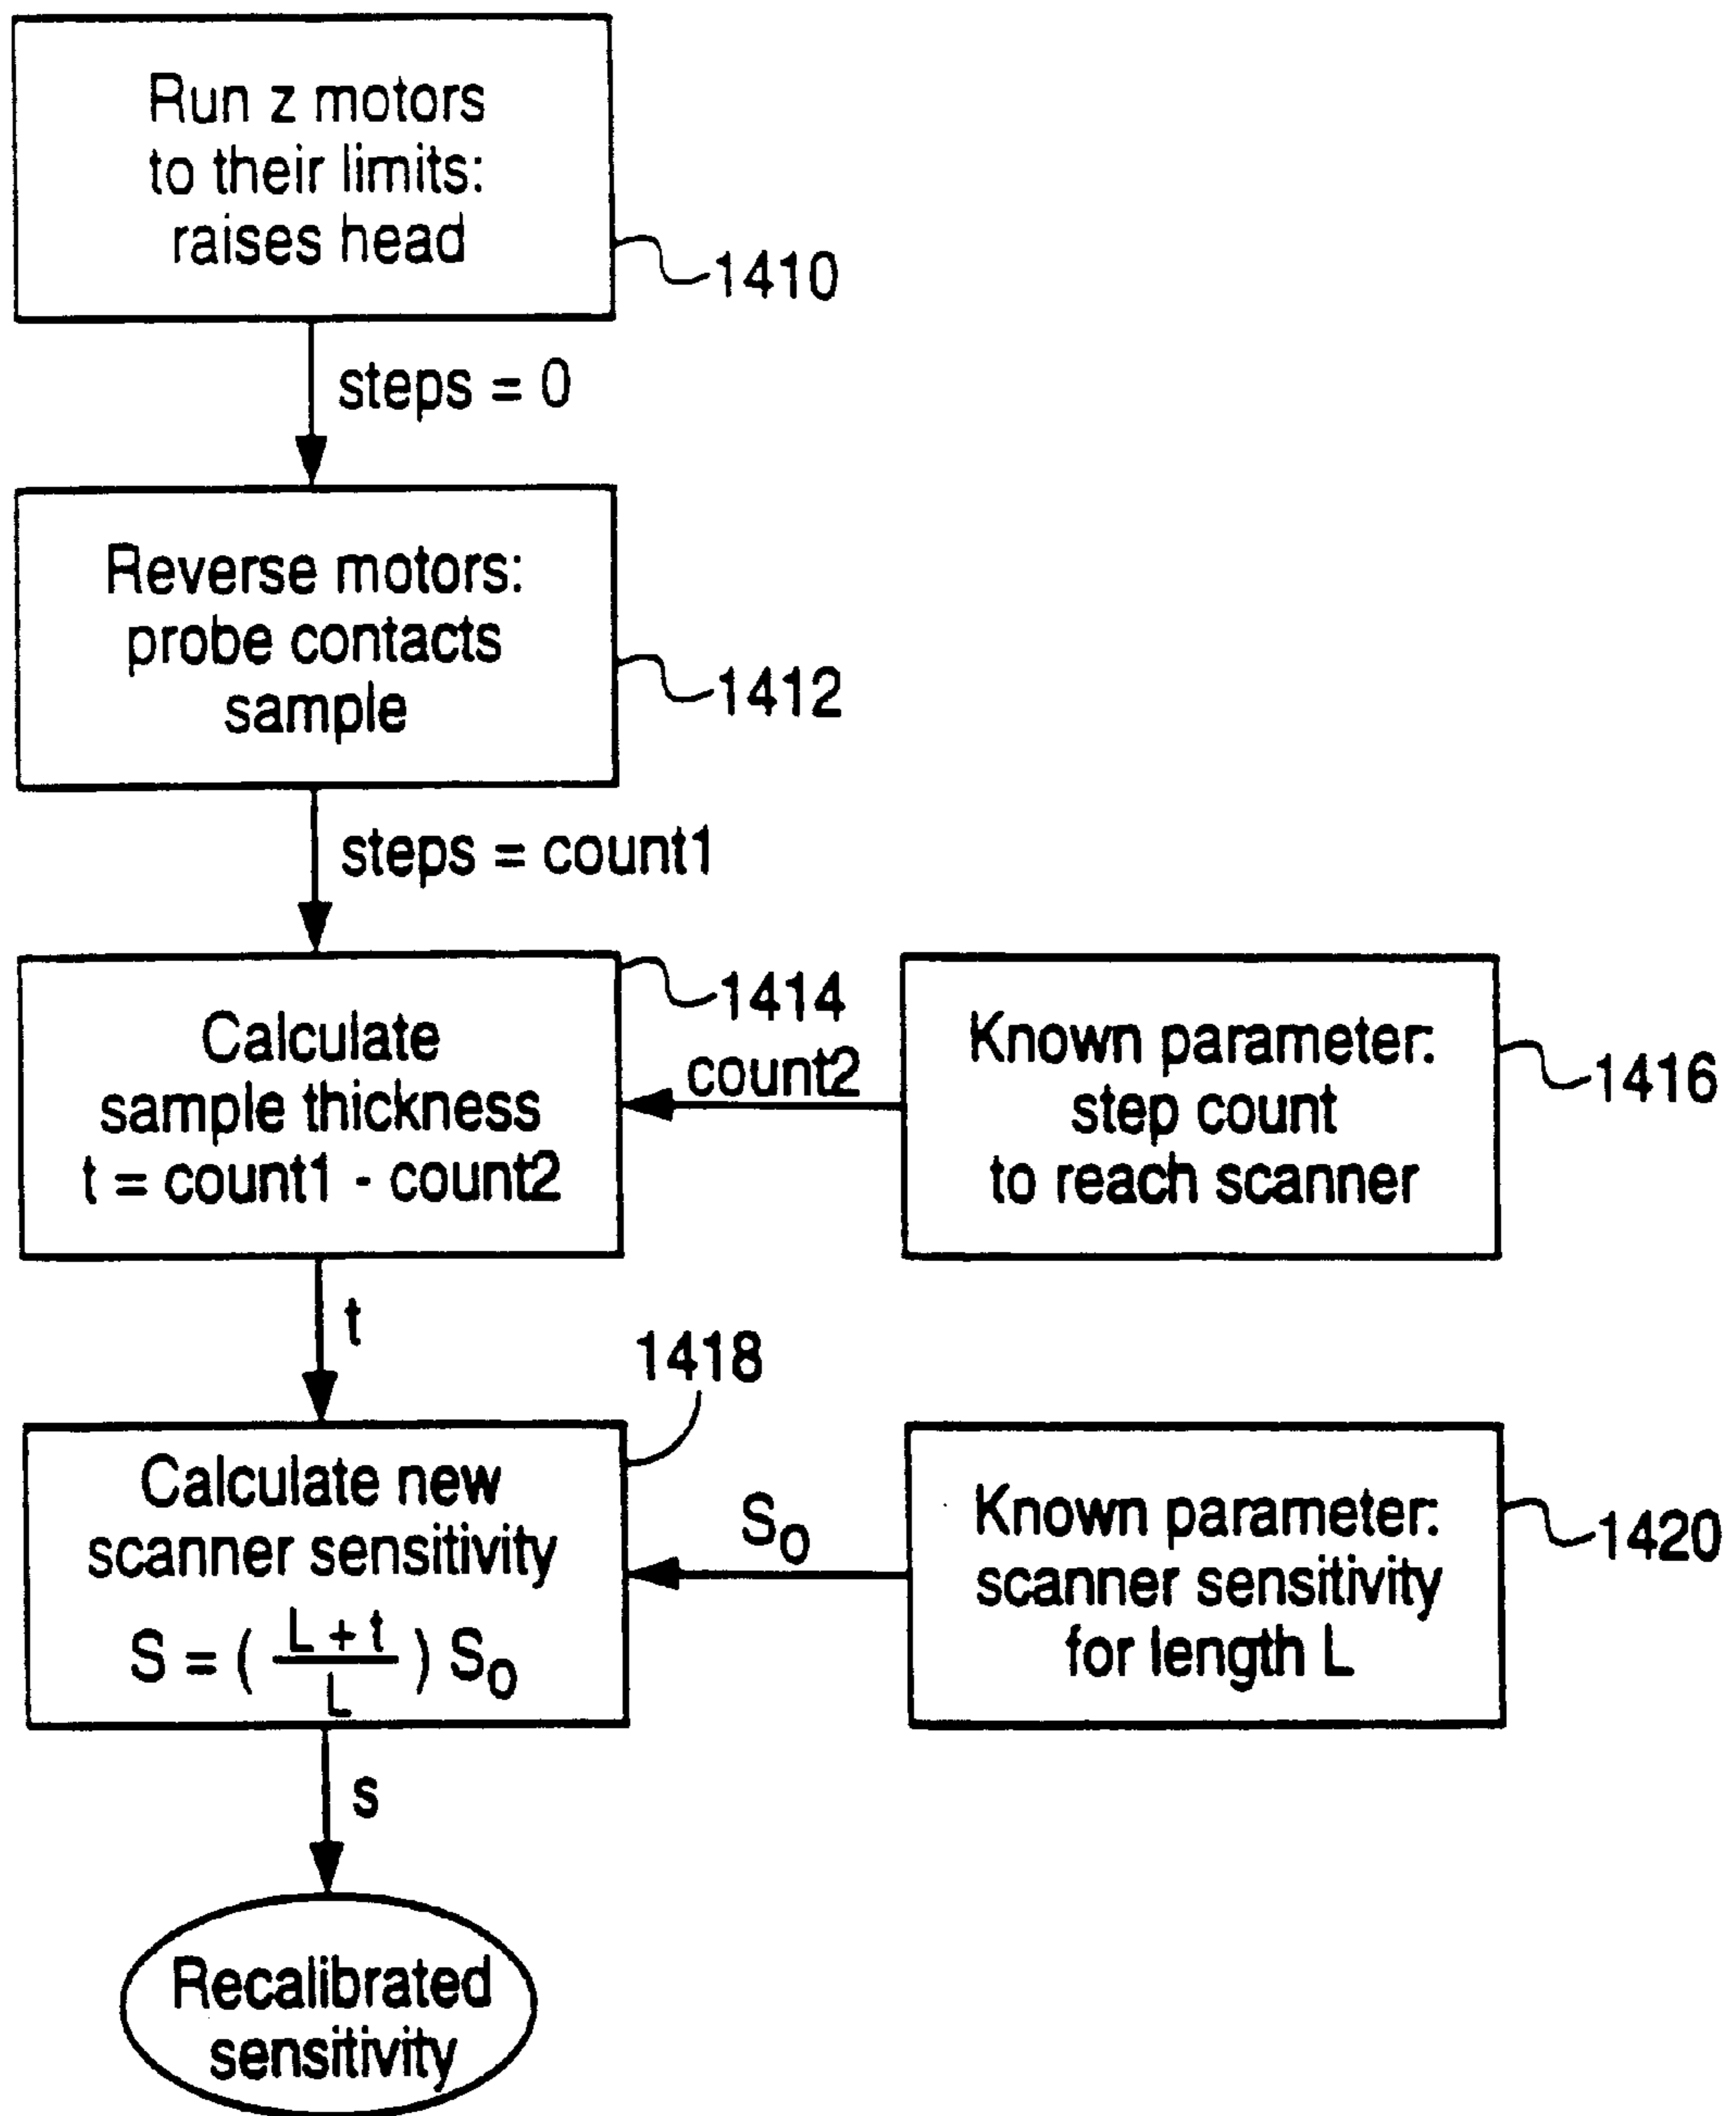 Run z motors
to their limits:
raises head
1410
steps = 0
Reverse motors:
probe contacts
sample
1412
steps = count1
Calculate
sample thickness
t = count1 - count2
1414
count2
Known parameter:
step count
to reach scanner
1416
t
Calculate new
scanner sensitivity
S = ( L + t / L ) S₀
1418
S₀
Known parameter:
scanner sensitivity
for length L
1420
s
Recalibrated
sensitivity